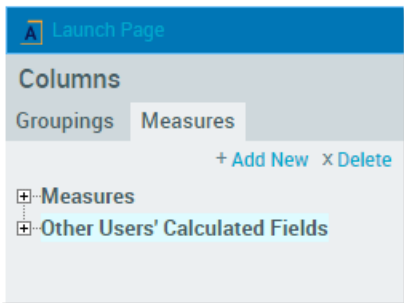 A Launch Page
Columns
Groupings Measures
+ Add New x Delete
Measures
Other Users' Calculated Fields